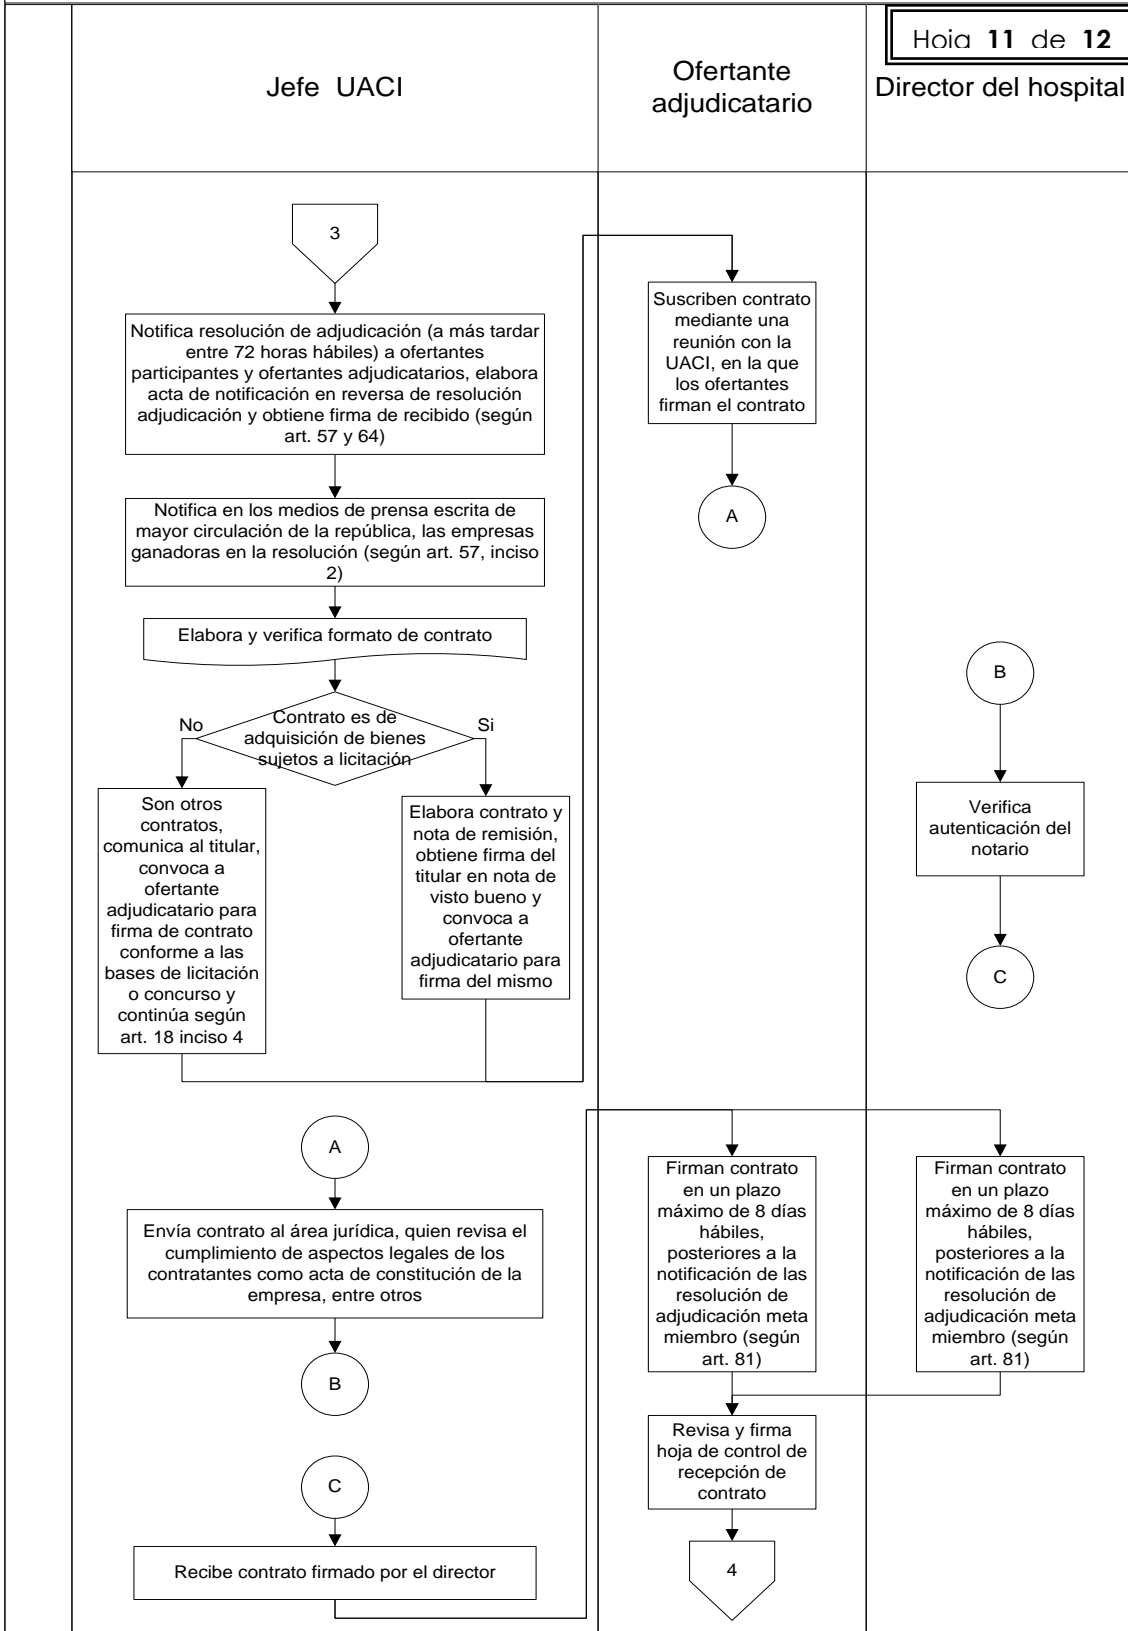 Hoja 11 de 12
Jefe UACI
Ofertante
adjudicatario
Director del hospital
3
Notifica resolución de adjudicación (a más tardar
entre 72 horas hábiles) a ofertantes
participantes y ofertantes adjudicatarios, elabora
acta de notificación en reversa de resolución
adjudicación y obtiene firma de recibido (según
art. 57 y 64)
Notifica en los medios de prensa escrita de
mayor circulación de la república, las empresas
ganadoras en la resolución (según art. 57, inciso
2)
Elabora y verifica formato de contrato
Contrato es de
adquisición de bienes
sujetos a licitación
No
Si
Son otros
contratos,
comunica al titular,
convoca a
ofertante
adjudicatario para
firma de contrato
conforme a las
bases de licitación
o concurso y
continúa según
art. 18 inciso 4
Elabora contrato y
nota de remisión,
obtiene firma del
titular en nota de
visto bueno y
convoca a
ofertante
adjudicatario para
firma del mismo
Suscriben contrato
mediante una
reunión con la
UACI, en la que
los ofertantes
firman el contrato
A
B
Verifica
autenticación del
notario
C
A
Envía contrato al área jurídica, quien revisa el
cumplimiento de aspectos legales de los
contratantes como acta de constitución de la
empresa, entre otros
B
C
Recibe contrato firmado por el director
Firman contrato
en un plazo
máximo de 8 días
hábiles,
posteriores a la
notificación de las
resolución de
adjudicación meta
miembro (según
art. 81)
Firman contrato
en un plazo
máximo de 8 días
hábiles,
posteriores a la
notificación de las
resolución de
adjudicación meta
miembro (según
art. 81)
Revisa y firma
hoja de control de
recepción de
contrato
4